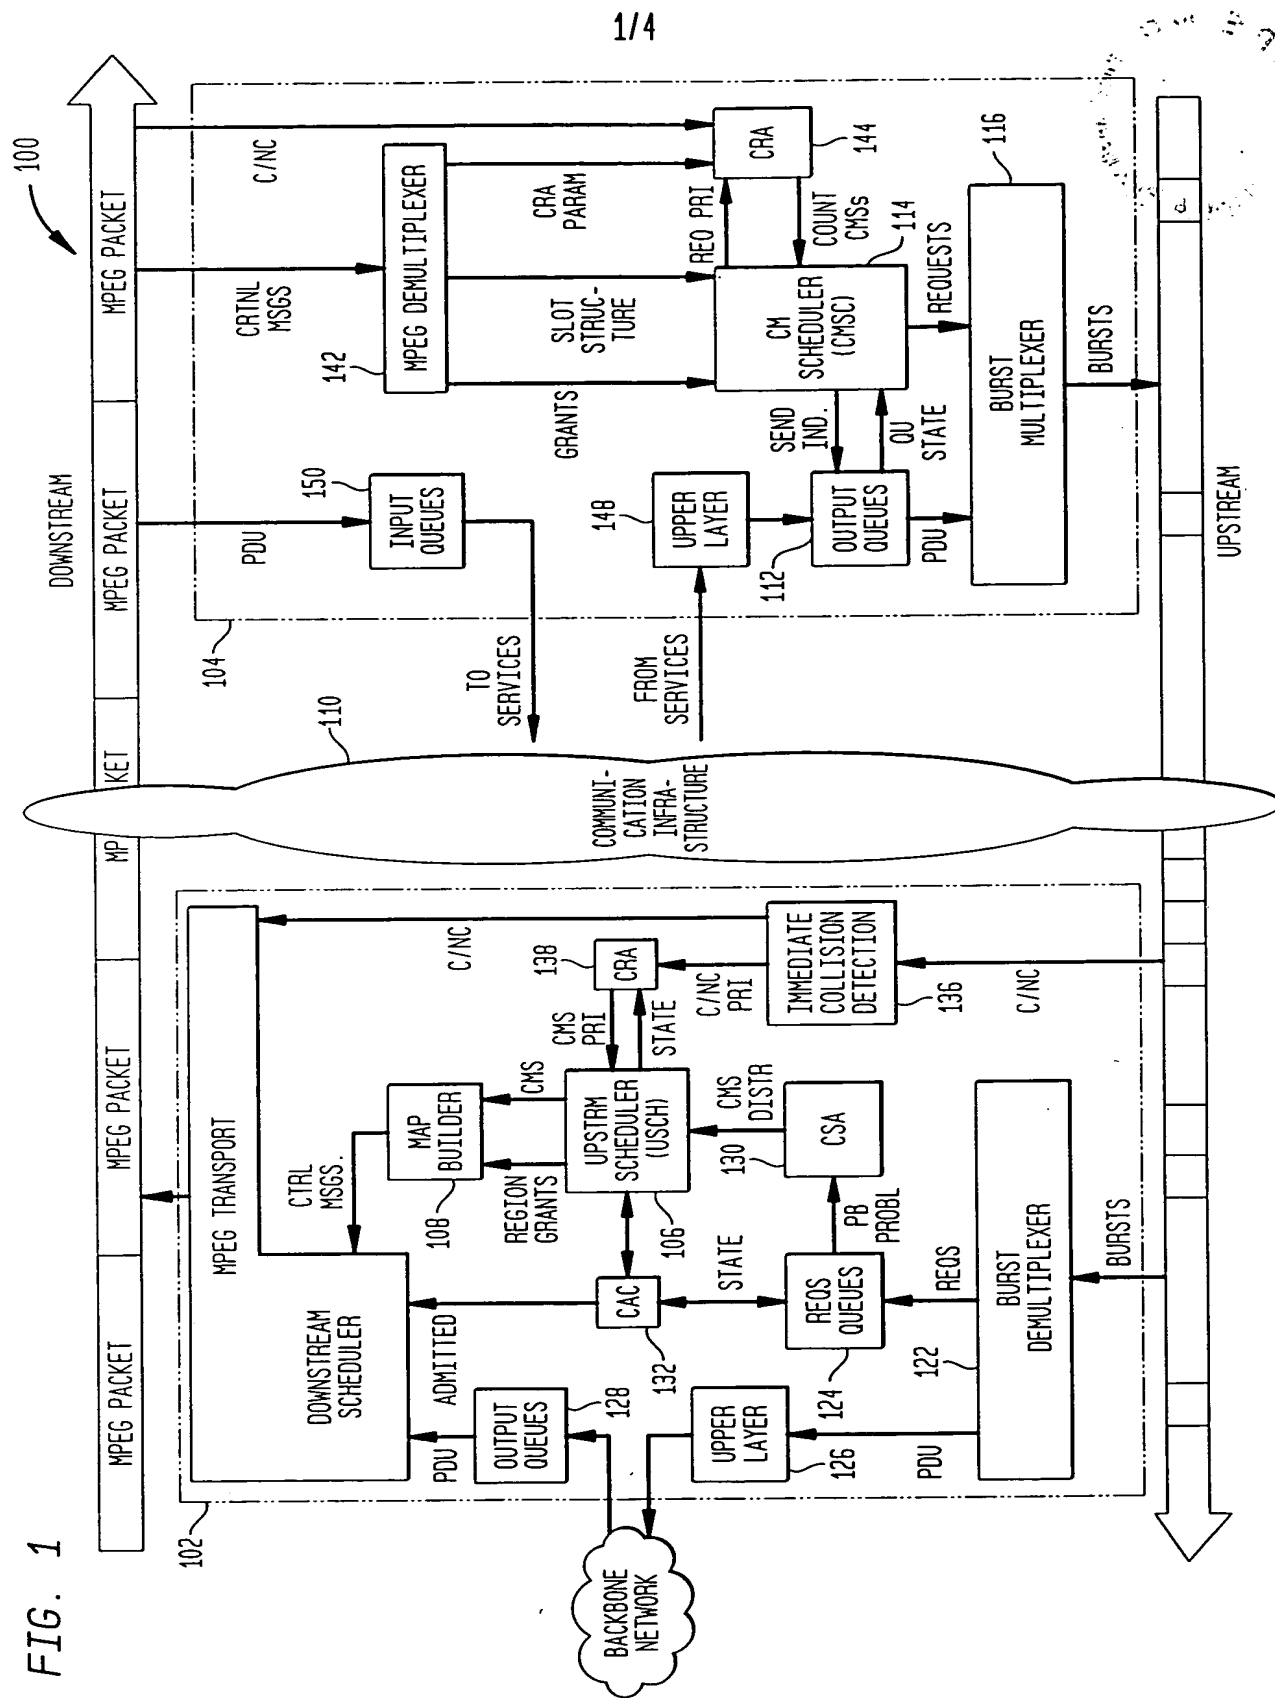 1/4
FIG. 1
100
DOWNSTREAM
MPEG PACKET
MPEG PACKET
MP
KET
MPEG PACKET
MPEG PACKET
102
MPEG TRANSPORT
DOWNSTREAM
SCHEDULER
CTRL
MSGS.
C/NC
PDU
ADMITTED
OUTPUT
QUEUES
128
MAP
BUILDER
108
REGION
GRANTS
CMS
UPSTRM
SCHEDULER
(USCH)
106
CMS
PRI
STATE
CRA
138
CAC
132
STATE
CMS
DISTR
C/NC
PRI
BACKBONE
NETWORK
UPPER
LAYER
126
REQS
QUEUES
124
PB
PROBL
CSA
130
IMMEDIATE
COLLISION
DETECTION
136
PDU
REQS
C/NC
BURST
DEMULTIPLEXER
122
BURSTS
COMMUNI-
CATION
INFRA-
STRUCTURE
110
104
PDU
INPUT
QUEUES
150
TO
SERVICES
FROM
SERVICES
CRTNL
MSGS
MPEG DEMULTIPLEXER
142
C/NC
GRANTS
SLOT
STRUC-
TURE
CRA
PARAM
REQ PRI
CRA
144
COUNT
CMSs
UPPER
LAYER
148
OUTPUT
QUEUES
112
SEND
IND.
QU
STATE
CM
SCHEDULER
(CMSC)
114
PDU
REQUESTS
BURST
MULTIPLEXER
116
BURSTS
UPSTREAM